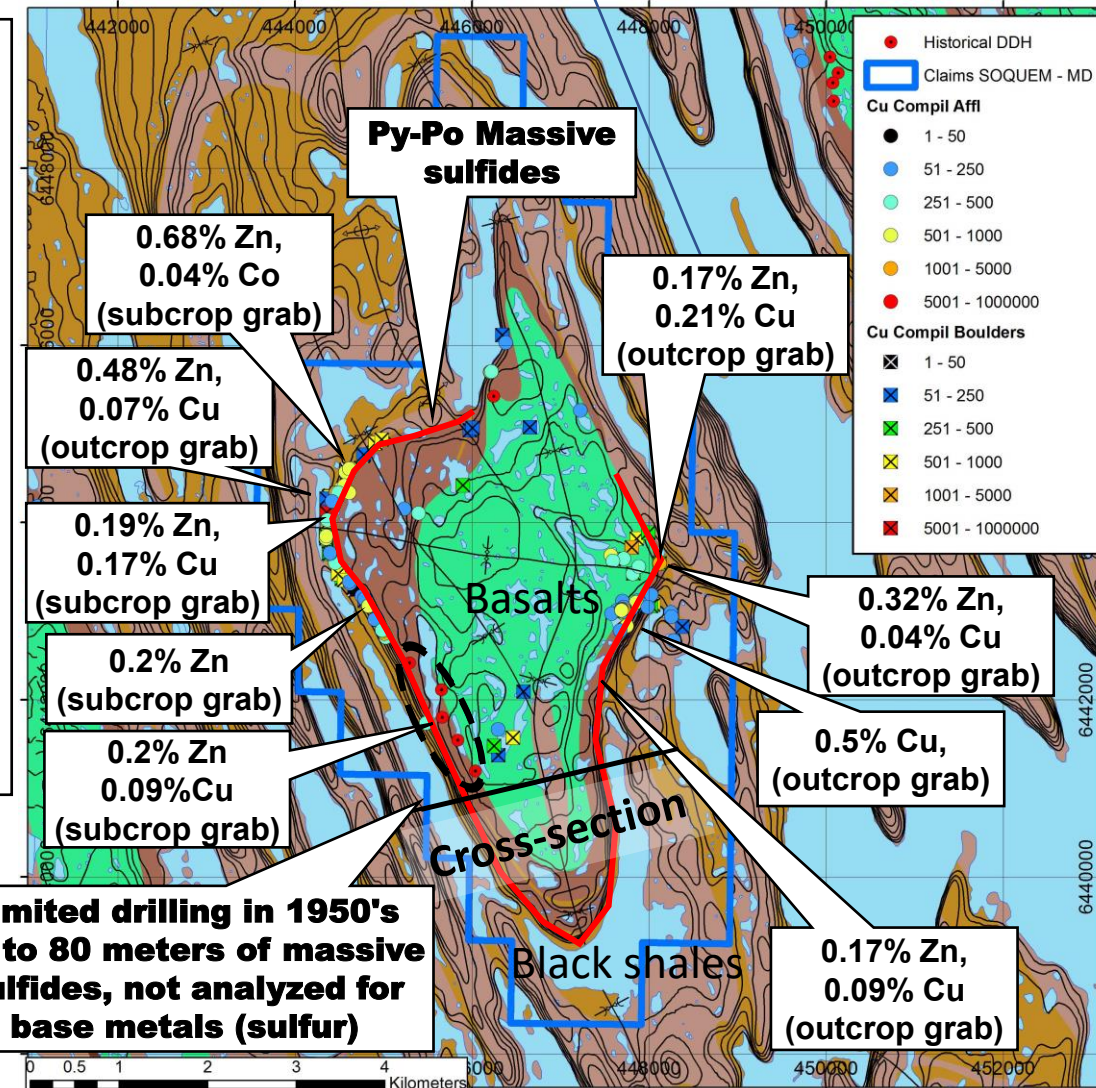 442000
444000
446000
448000
450000
Historical DDH
Claims SOQUEM - MD
Cu Compil Affl
1 - 50
51 - 250
251 - 500
501 - 1000
1001 - 5000
5001 - 1000000
Cu Compil Boulders
1 - 50
51 - 250
251 - 500
501 - 1000
1001 - 5000
5001 - 1000000
Py-Po Massive
sulfides
6448000
0.68% Zn,
0.04% Co
(subcrop grab)
0.17% Zn,
0.21% Cu
(outcrop grab)
0.48% Zn,
0.07% Cu
(outcrop grab)
0.19% Zn,
0.17% Cu
(subcrop grab)
Basalts
0.32% Zn,
0.04% Cu
(outcrop grab)
0.2% Zn
(subcrop grab)
6442000
0.5% Cu,
(outcrop grab)
0.2% Zn
0.09%Cu
(subcrop grab)
Cross-section
6440000
mited drilling in 1950's
to 80 meters of massive
lfides, not analyzed for
base metals (sulfur)
Black shales
0.17% Zn,
0.09% Cu
(outcrop grab)
0 0.5 1 2 3 4
Kilometers
448000
450000
452000